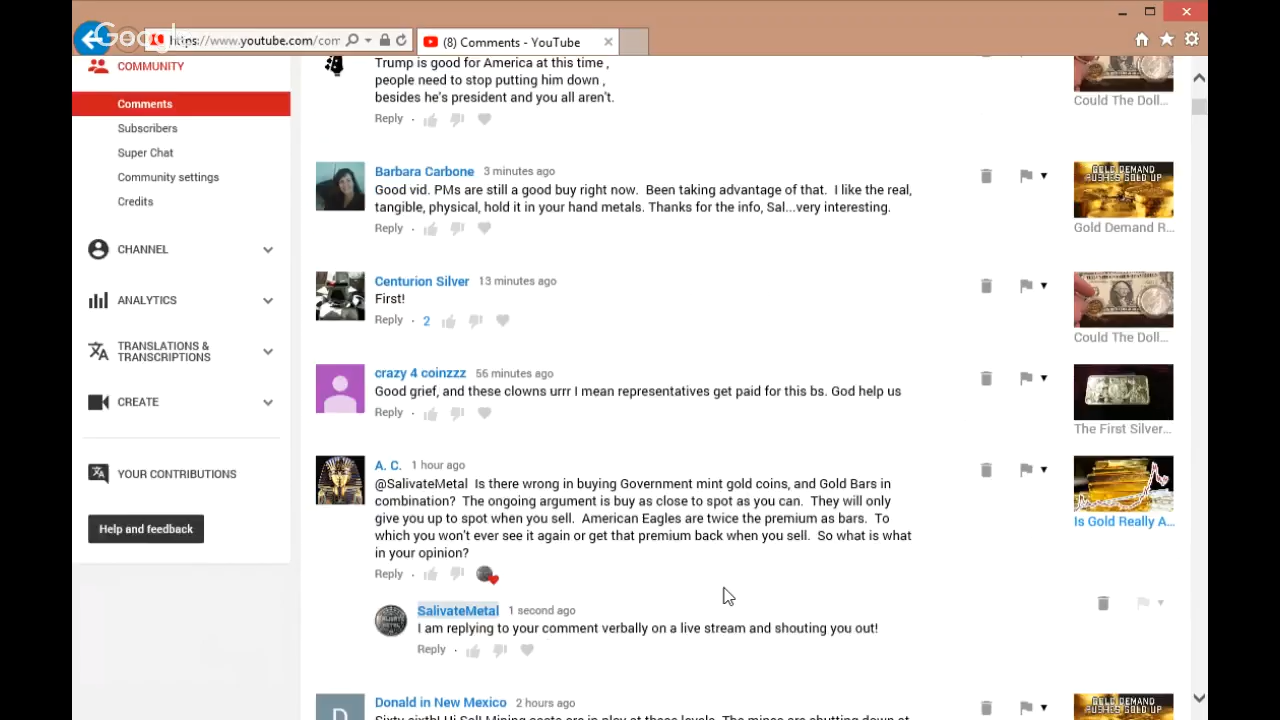 Google
https://www.youtube.com/com
(8) Comments - YouTube
COMMUNITY
Comments
Subscribers
Super Chat
Community settings
Credits
CHANNEL
ANALYTICS
TRANSLATIONS &
TRANSCRIPTIONS
CREATE
YOUR CONTRIBUTIONS
Help and feedback
Trump is good for America at this time ,
people need to stop putting him down ,
besides he's president and you all aren't.
Reply
Could The Doll...
Barbara Carbone 3 minutes ago
Good vid. PMs are still a good buy right now. Been taking advantage of that. I like the real,
tangible, physical, hold it in your hand metals. Thanks for the info, Sal...very interesting.
Reply
GOLD DEMAND
PUSHES GOLD UP
Gold Demand R...
Centurion Silver 13 minutes ago
First!
Reply 2
Could The Doll...
crazy 4 coinzzz 56 minutes ago
Good grief, and these clowns urrr I mean representatives get paid for this bs. God help us
Reply
The First Silver...
A. C. 1 hour ago
@SalivateMetal Is there wrong in buying Government mint gold coins, and Gold Bars in
combination? The ongoing argument is buy as close to spot as you can. They will only
give you up to spot when you sell. American Eagles are twice the premium as bars. To
which you won't ever see it again or get that premium back when you sell. So what is what
in your opinion?
Reply
Is Gold Really A...
SalivateMetal 1 second ago
I am replying to your comment verbally on a live stream and shouting you out!
Reply
D
Donald in New Mexico 2 hours ago
GOLD DEMAND
PUSHES GOLD UP